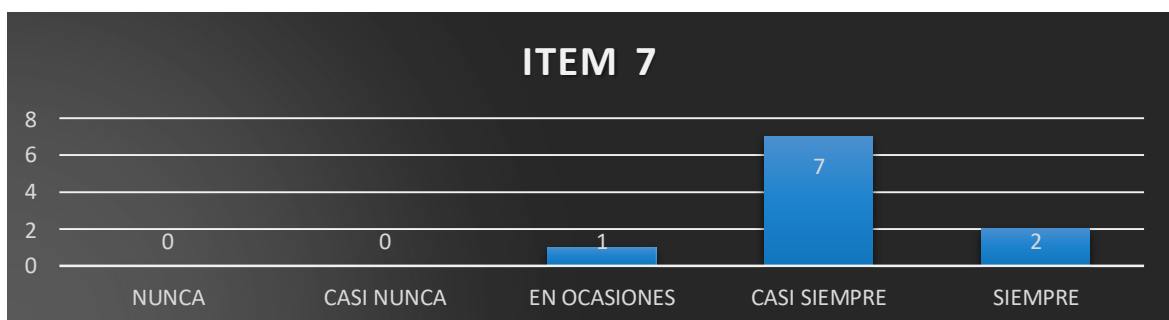 ITEM 7
8
6
4
2
0
0
0
1
7
2
NUNCA
CASI NUNCA
EN OCASIONES
CASI SIEMPRE
SIEMPRE